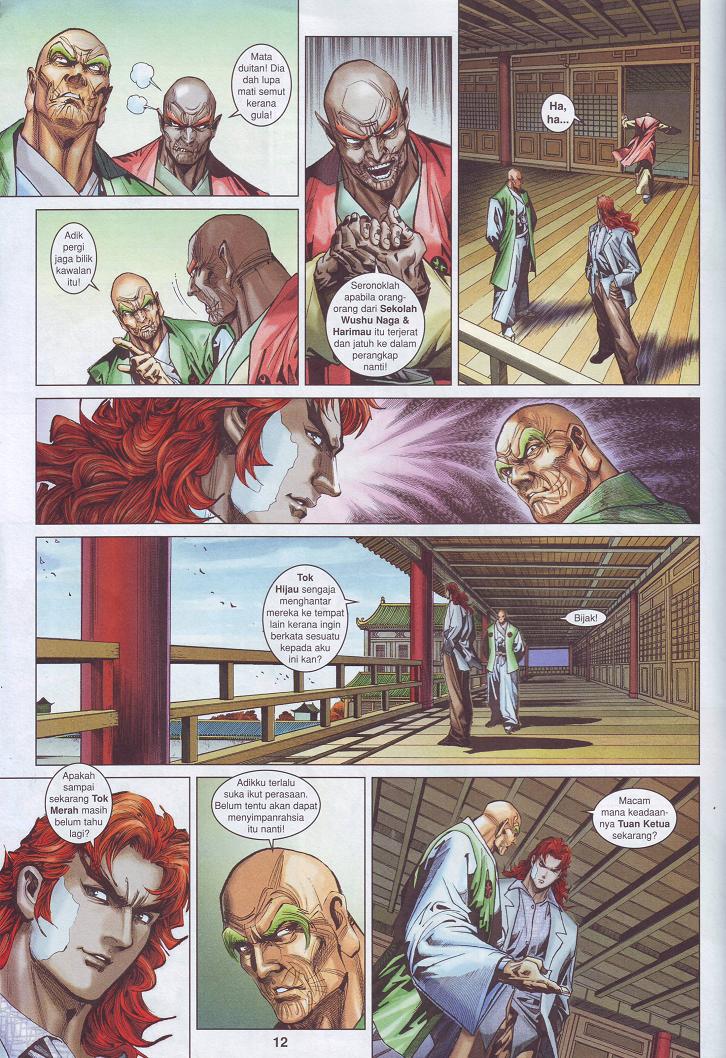 Mata
duitan! Dia
dah lupa
mati semut
kerana
gula!
Seronoklah
apabila orang-
orang dari Sekolah
Wushu Naga &
Harimau itu terjerat
dan jatuh ke dalam
perangkap
nanti!
Ha,
ha...
Adik
pergi
jaga bilik
kawalan
itu!
Tok
Hijau sengaja
menghantar
mereka ke tempat
lain kerana ingin
berkata sesuatu
kepada aku
ini kan?
Bijak!
Apakah
sampai
sekarang Tok
Merah masih
belum tahu
lagi?
Adikku terlalu
suka ikut perasaan.
Belum tentu akan dapat
menyimpanrahsia
itu nanti!
Macam
mana keadaan-
nya Tuan Ketua
sekarang?
12